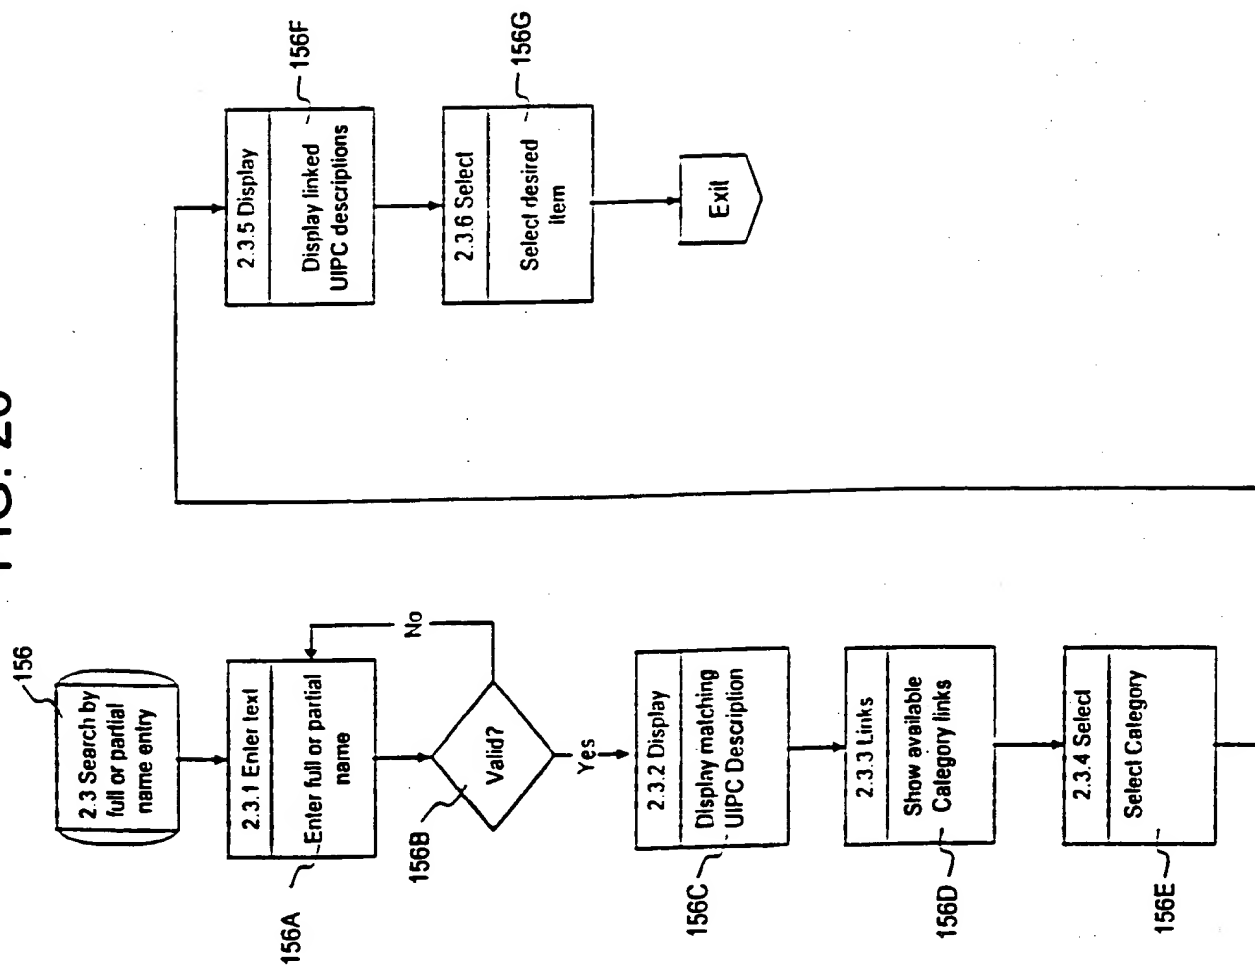 156
2.3 Search by
full or partial
name entry
2.3.1 Enter text
Enter full or partial
name
156A
Valid?
156B
No
Yes
2.3.2 Display
Display matching
UIPC Description
156C
2.3.3 Links
Show available
Category links
156D
2.3.4 Select
Select Category
156E
2.3.5 Display
Display linked
UIPC descriptions
156F
2.3.6 Select
Select desired
item
156G
Exit